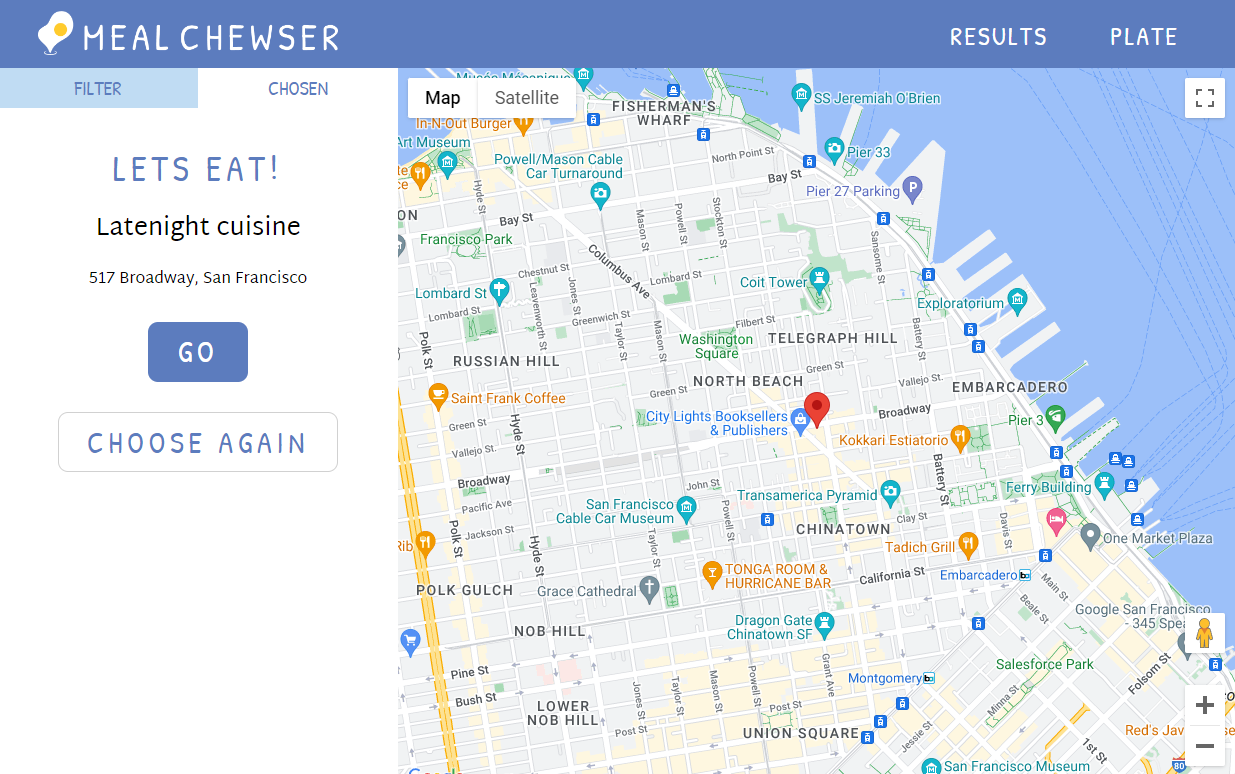 MEAL CHEWSER
RESULTS
PLATE
FILTER
CHOSEN
LETS EAT!
Latenight cuisine
517 Broadway, San Francisco
GO
CHOOSE AGAIN
Map
Satellite
Musée Mécanique
FISHERMAN'S
WHARF
SS Jeremiah O'Brien
In-N-Out Burger
Art Museum
Powell/Mason Cable
Car Turnaround
North Point St
Pier 33
Bay St
Pier 27 Parking
P
Hyde St
Mason St
Powell St
Stockton St
Bay St
Francisco Park
Columbus Ave
Sansome St
Chestnut St
Lombard St
Coit Tower
Lombard St
Leavenworth St
Jones St
Exploratorium
Lombard St
Greenwich St
Taylor St
Mason St
Filbert St
Battery St
Polk St
Washington
Square
TELEGRAPH HILL
RUSSIAN HILL
Green St
NORTH BEACH
Vallejo St
EMBARCADERO
Green St
Saint Frank Coffee
City Lights Booksellers
& Publishers
Broadway
Pier 3
Green St
Hyde St
Kokkari Estiatorio
Vallejo St
Battery St
Broadway
John St
Ferry Building
Pacific Ave
San Francisco
Cable Car Museum
Transamerica Pyramid
Powell St
Clay St
Davis St
CHINATOWN
Polk St
Jackson St
Hyde St
Taylor St
Tadich Grill
One Market Plaza
Rib
TONGA ROOM &
HURRICANE BAR
California St
Embarcadero
Main St
POLK GULCH
Grace Cathedral
Beale St
Google San Francisco
- 345 Spea
NOB HILL
Dragon Gate
Chinatown SF
Grant Ave
Salesforce Park
Folsom St
Pine St
Montgomery
Bush St
Jones St
Taylor St
Mason St
Powell St
Minna St
LOWER
NOB HILL
Post St
Post St
UNION SQUARE
Jessie St
1st St
Red's Jav
80
San Francisco Museum
Google